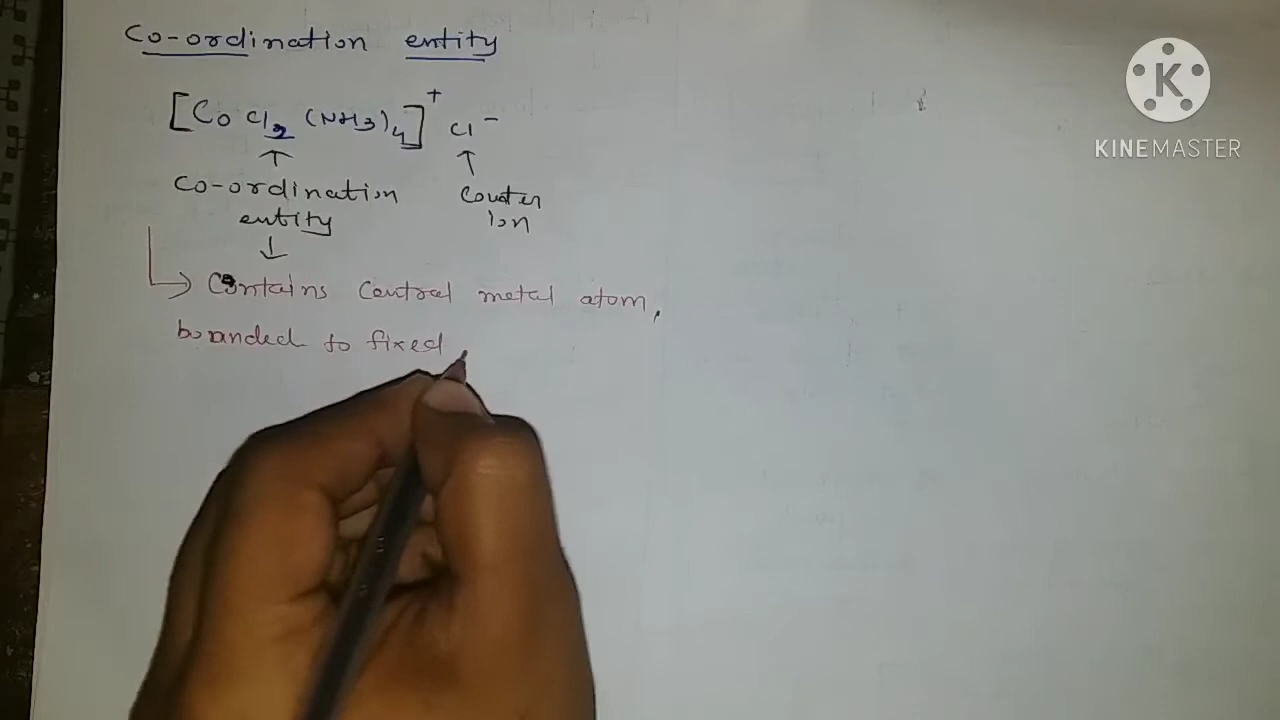 Co-ordination entity
[Co Cl2 (NH3)4]+ Cl-
Co-ordination entity
Counter Ion
Contains Central metal atom,
bounded to fixed
K
KINEMASTER